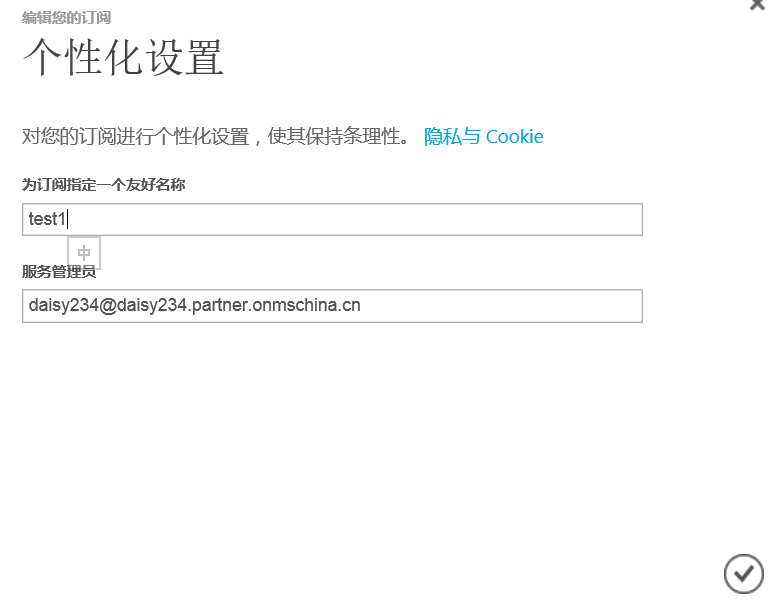 编辑您的订阅
个性化设置
对您的订阅进行个性化设置，使其保持条理性。 隐私与 Cookie
为订阅指定一个友好名称
test1
中
服务管理员
daisy234@daisy234.partner.onmschina.cn